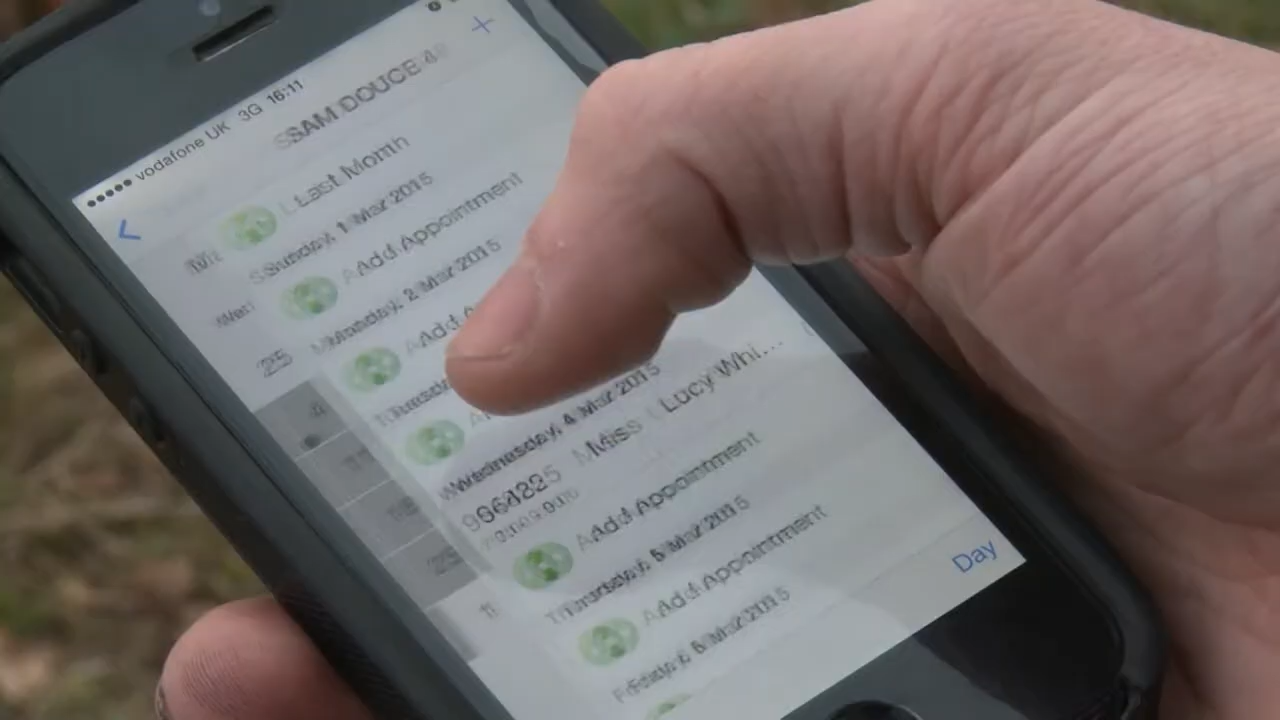 vodafone UK 3G 16:11
SAM DOUCE
Last Month
Sunday, 1 Mar 2015
Add Appointment
Monday, 2 Mar 2015
Add
Wednesday, 4 Mar 2015
Miss Lucy Whi...
Add Appointment
Thursday, 5 Mar 2015
Add Appointment
Friday, 6 Mar 2015
Day
25